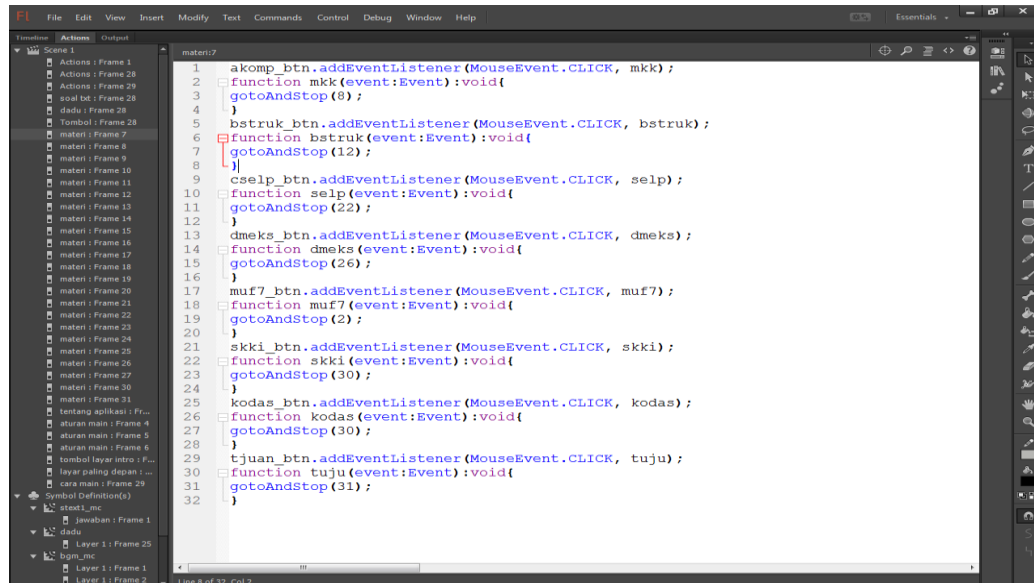 Fl File Edit View Insert Modify Text Commands Control Debug Window Help Essentials
Timeline Actions Output
Scene 1
Actions : Frame 1
Actions : Frame 28
Actions : Frame 29
soal txt : Frame 28
dadu : Frame 28
Tombol : Frame 28
materi : Frame 7
materi : Frame 8
materi : Frame 9
materi : Frame 10
materi : Frame 11
materi : Frame 12
materi : Frame 13
materi : Frame 14
materi : Frame 15
materi : Frame 16
materi : Frame 17
materi : Frame 18
materi : Frame 19
materi : Frame 20
materi : Frame 21
materi : Frame 22
materi : Frame 23
materi : Frame 24
materi : Frame 25
materi : Frame 26
materi : Frame 27
materi : Frame 30
materi : Frame 31
tentang aplikasi : Fr...
aturan main : Frame 4
aturan main : Frame 5
aturan main : Frame 6
tombol layar intro : F...
layar paling depan : ...
cara main : Frame 29
Symbol Definition(s)
stext1_mc
jawaban : Frame 1
dadu
Layer 1 : Frame 25
bgm_mc
Layer 1 : Frame 1
Layer 1 : Frame 2
materi:7
1 akomp_btn.addEventListener(MouseEvent.CLICK, mkk);
2 function mkk(event:Event):void{
3 gotoAndStop(8);
4 }
5 bstruk_btn.addEventListener(MouseEvent.CLICK, bstruk);
6 function bstruk(event:Event):void{
7 gotoAndStop(12);
8 }
9 cselp_btn.addEventListener(MouseEvent.CLICK, selp);
10 function selp(event:Event):void{
11 gotoAndStop(22);
12 }
13 dmeks_btn.addEventListener(MouseEvent.CLICK, dmeks);
14 function dmeks(event:Event):void{
15 gotoAndStop(26);
16 }
17 muf7_btn.addEventListener(MouseEvent.CLICK, muf7);
18 function muf7(event:Event):void{
19 gotoAndStop(2);
20 }
21 skki_btn.addEventListener(MouseEvent.CLICK, skki);
22 function skki(event:Event):void{
23 gotoAndStop(30);
24 }
25 kodas_btn.addEventListener(MouseEvent.CLICK, kodas);
26 function kodas(event:Event):void{
27 gotoAndStop(30);
28 }
29 tjuan_btn.addEventListener(MouseEvent.CLICK, tuju);
30 function tuju(event:Event):void{
31 gotoAndStop(31);
32 }
Line 8 of 32, Col 2